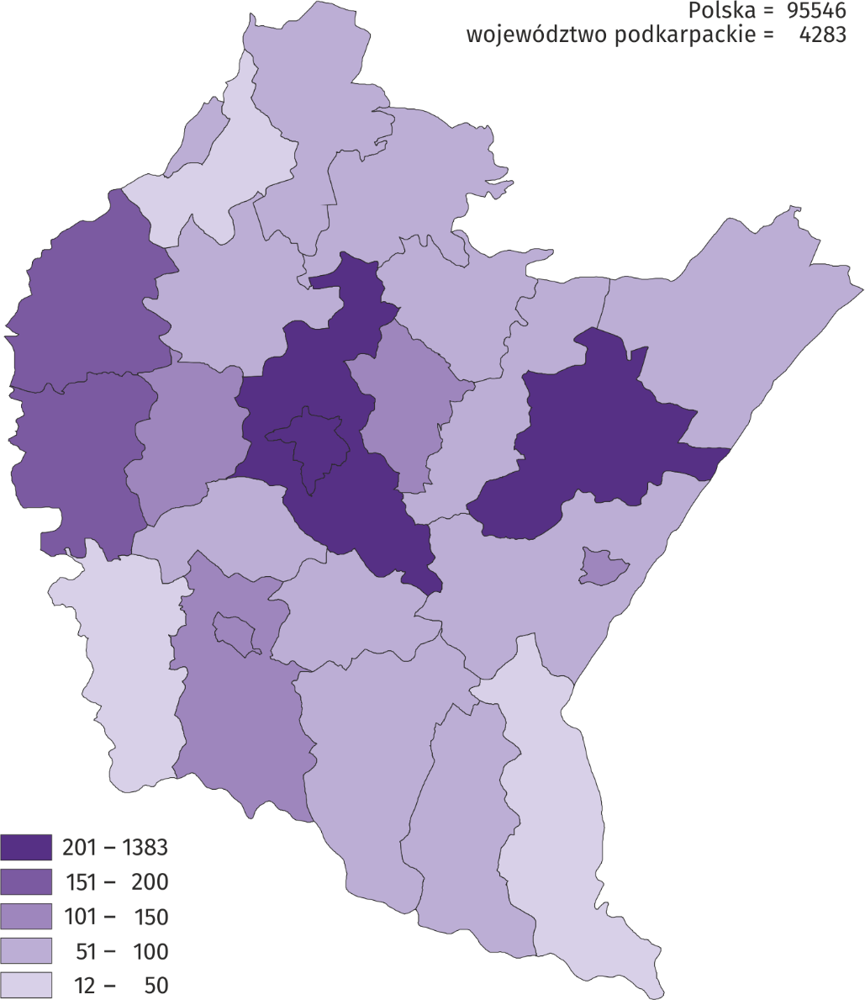 Polska = 95546
województwo podkarpackie = 4283
201 – 1383
151 – 200
101 – 150
51 – 100
12 – 50